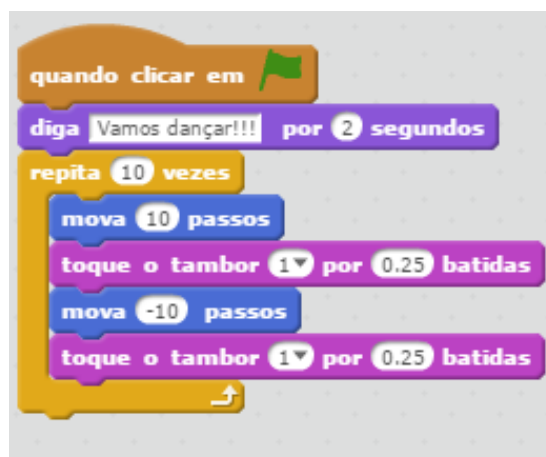 quando clicar em
diga Vamos dançar!!! por 2 segundos
repita 10 vezes
mova 10 passos
toque o tambor 1 por 0.25 batidas
mova -10 passos
toque o tambor 1 por 0.25 batidas